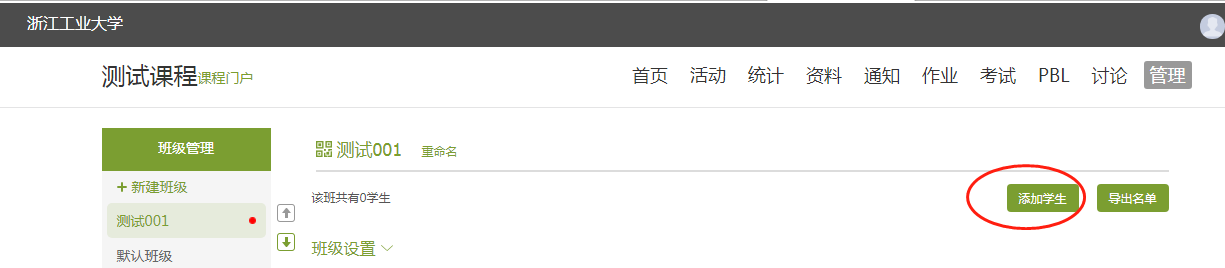 浙江工业大学
测试课程 课程门户
首页 活动 统计 资料 通知 作业 考试 PBL 讨论 管理
班级管理
+ 新建班级
测试001
默认班级
测试001 重命名
该班共有0学生
添加学生 导出名单
班级设置